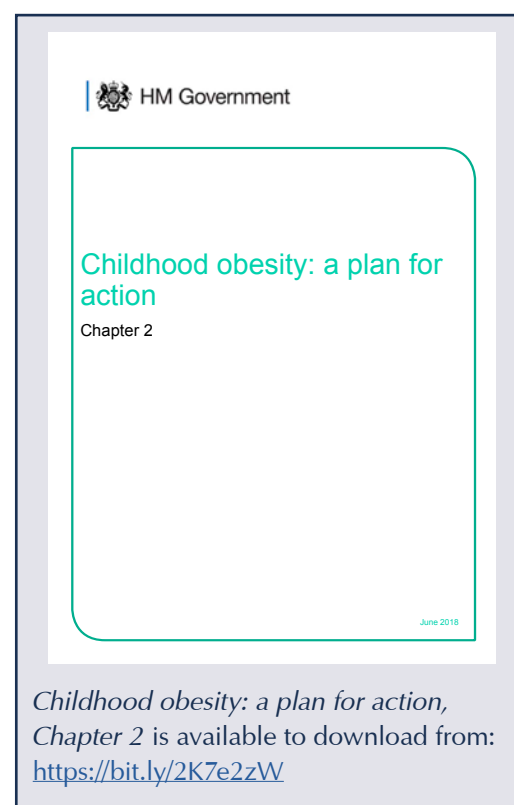 HM Government
Childhood obesity: a plan for
action
Chapter 2
June 2018
Childhood obesity: a plan for action,
Chapter 2 is available to download from:
https://bit.ly/2K7e2zW